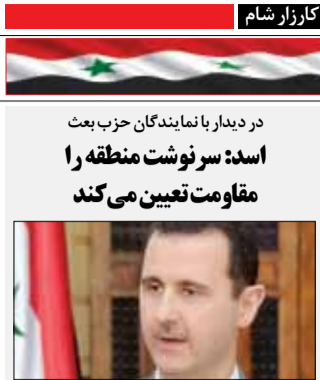 کارزار شام
در دیدار با نمایندگان حزب بعث
اسد: سرنوشت منطقه را
مقاومت تعیین می‌کند